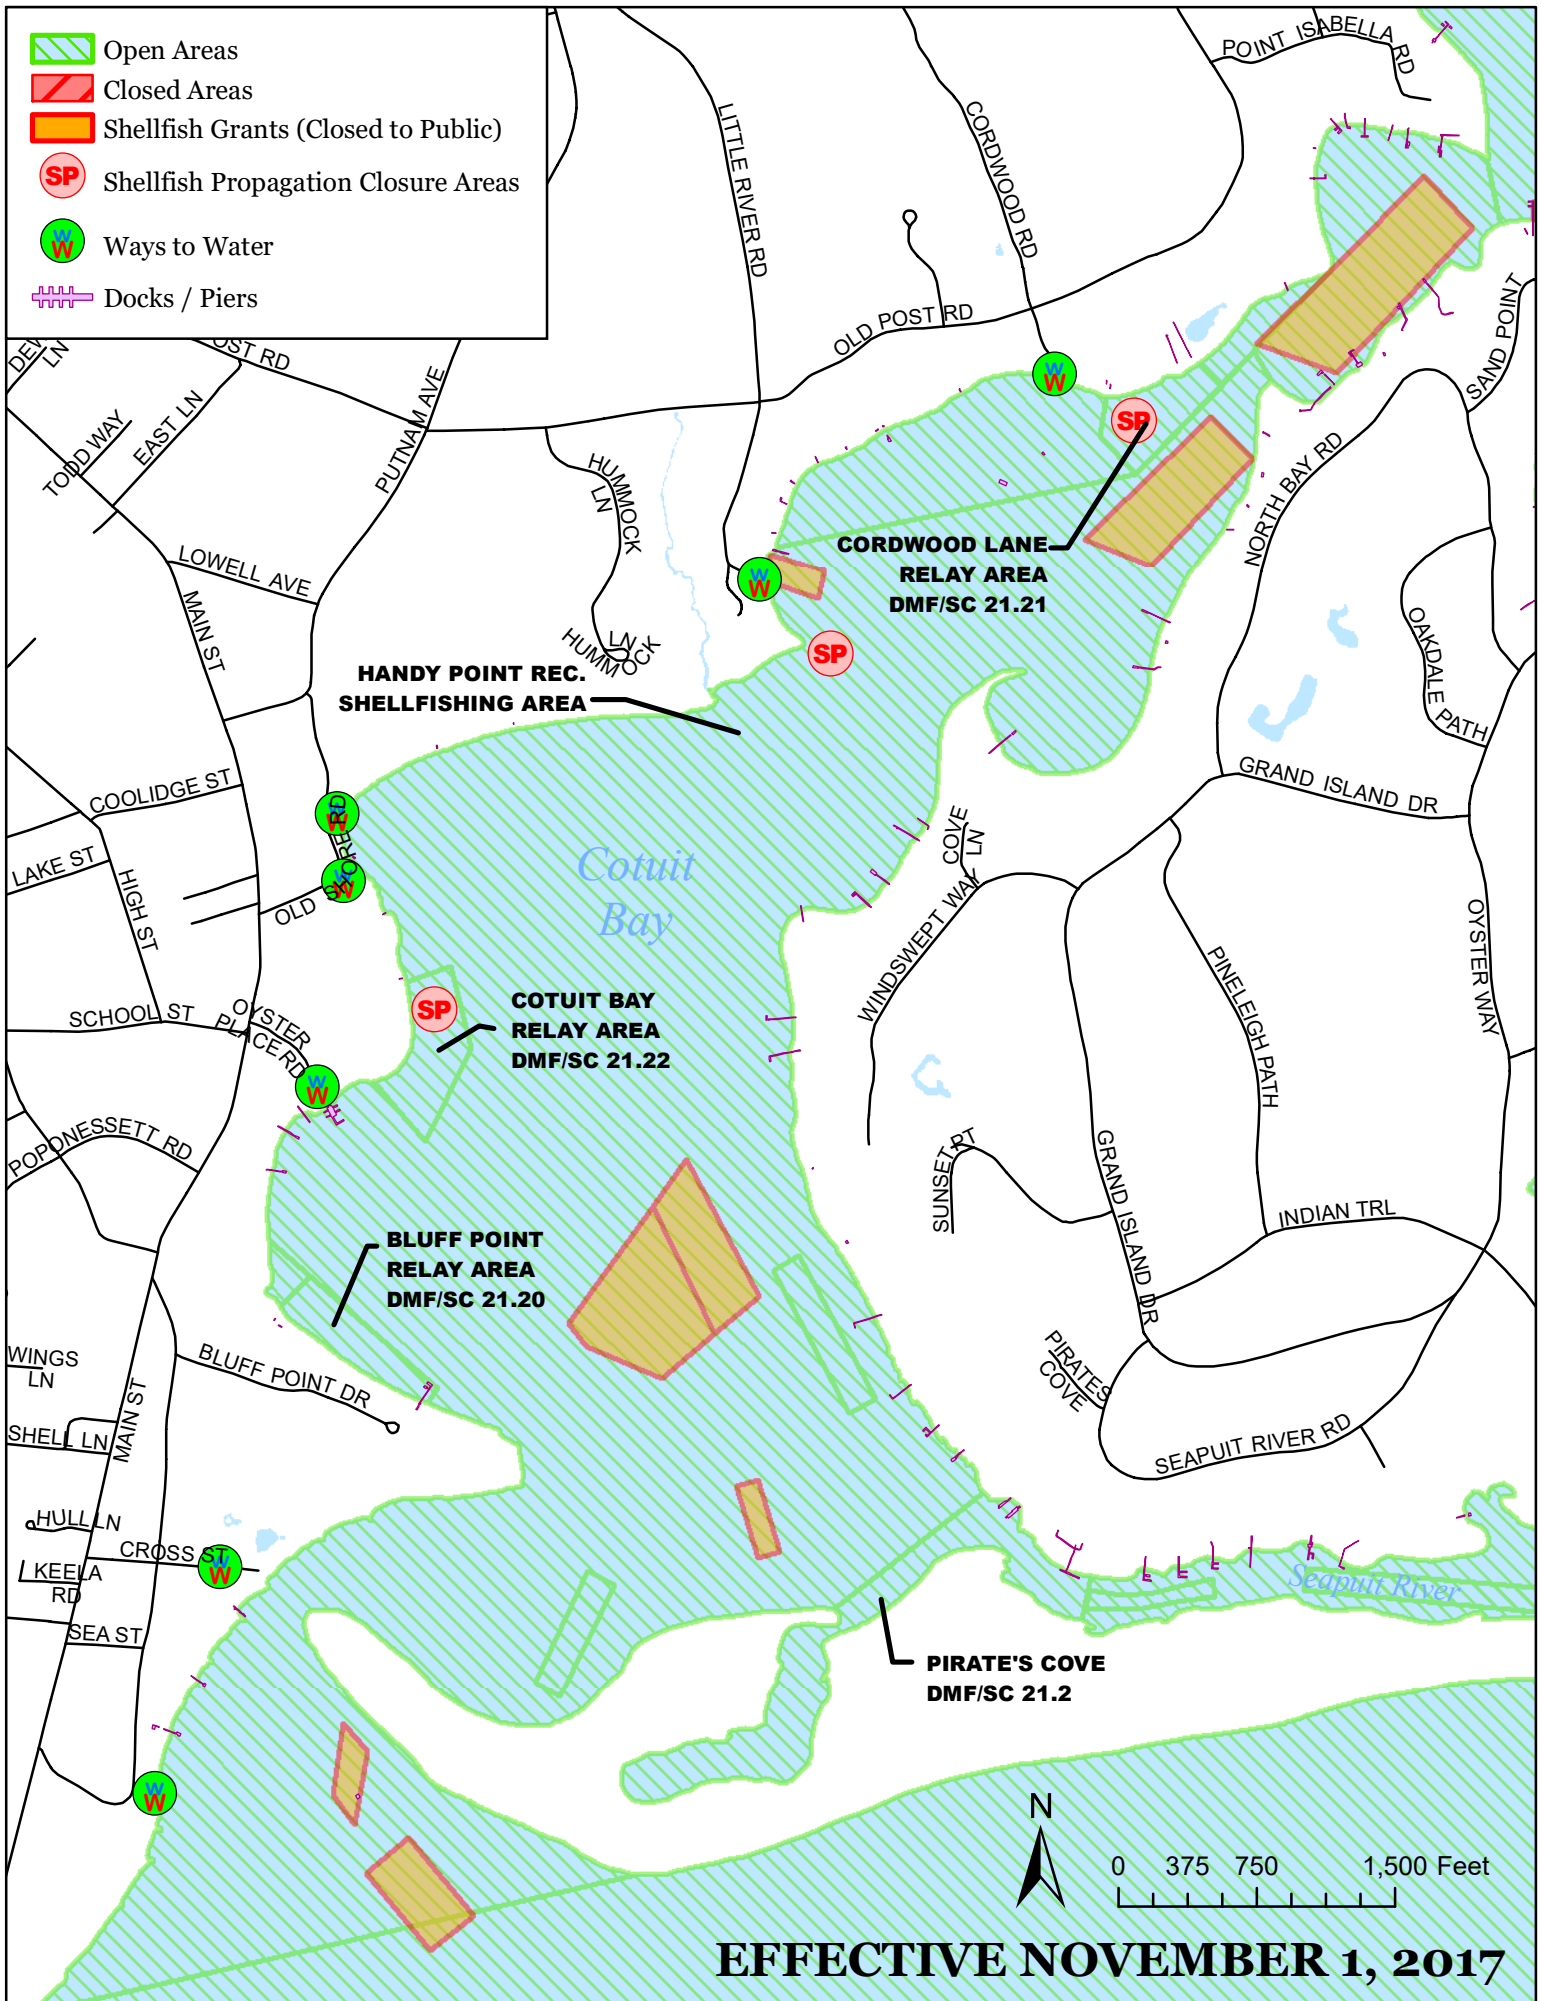 Open Areas
Closed Areas
Shellfish Grants (Closed to Public)
SP Shellfish Propagation Closure Areas
W W Ways to Water
Docks / Piers
POINT ISABELLA RD
LITTLE RIVER RD
CORDWOOD RD
OLD POST RD
SAND POINT
OST RD
LN
EAST LN
TODD WAY
PUTNAM AVE
HUMMOCK LN
HUMMOCK LN
LOWELL AVE
MAIN ST
NORTH BAY RD
OAKDALE PATH
W W
SP
CORDWOOD LANE
RELAY AREA
DMF/SC 21.21
W W
SP
HANDY POINT REC.
SHELLFISHING AREA
COOLIDGE ST
LAKE ST
HIGH ST
W W
W W
OLD SHORE RD
Cotuit
Bay
COVE LN
WINDSWEPT WAY
GRAND ISLAND DR
PINELEIGH PATH
OYSTER WAY
SCHOOL ST
OYSTER
PLACE RD
SP
COTUIT BAY
RELAY AREA
DMF/SC 21.22
W W
POPONESSETT RD
SUNSET PT
GRAND ISLAND DR
INDIAN TRL
BLUFF POINT
RELAY AREA
DMF/SC 21.20
WINGS
LN
BLUFF POINT DR
MAIN ST
PIRATES
COVE
SHELL LN
SEAPUIT RIVER RD
HULL LN
CROSS ST
W W
KEELA
RD
SEA ST
Seapuit River
PIRATE'S COVE
DMF/SC 21.2
W W
N
0 375 750 1,500 Feet
EFFECTIVE NOVEMBER 1, 2017